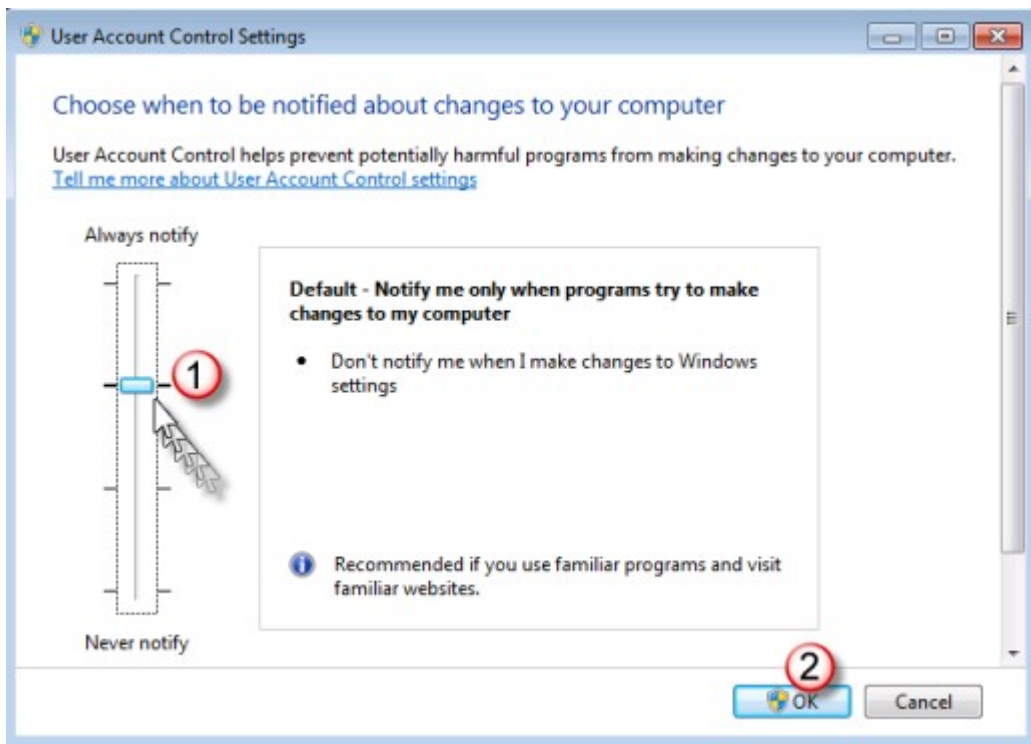 User Account Control Settings
Choose when to be notified about changes to your computer
User Account Control helps prevent potentially harmful programs from making changes to your computer.
Tell me more about User Account Control settings
Always notify
Default - Notify me only when programs try to make
changes to my computer
• Don't notify me when I make changes to Windows
settings
1
Recommended if you use familiar programs and visit
familiar websites.
Never notify
2
OK Cancel